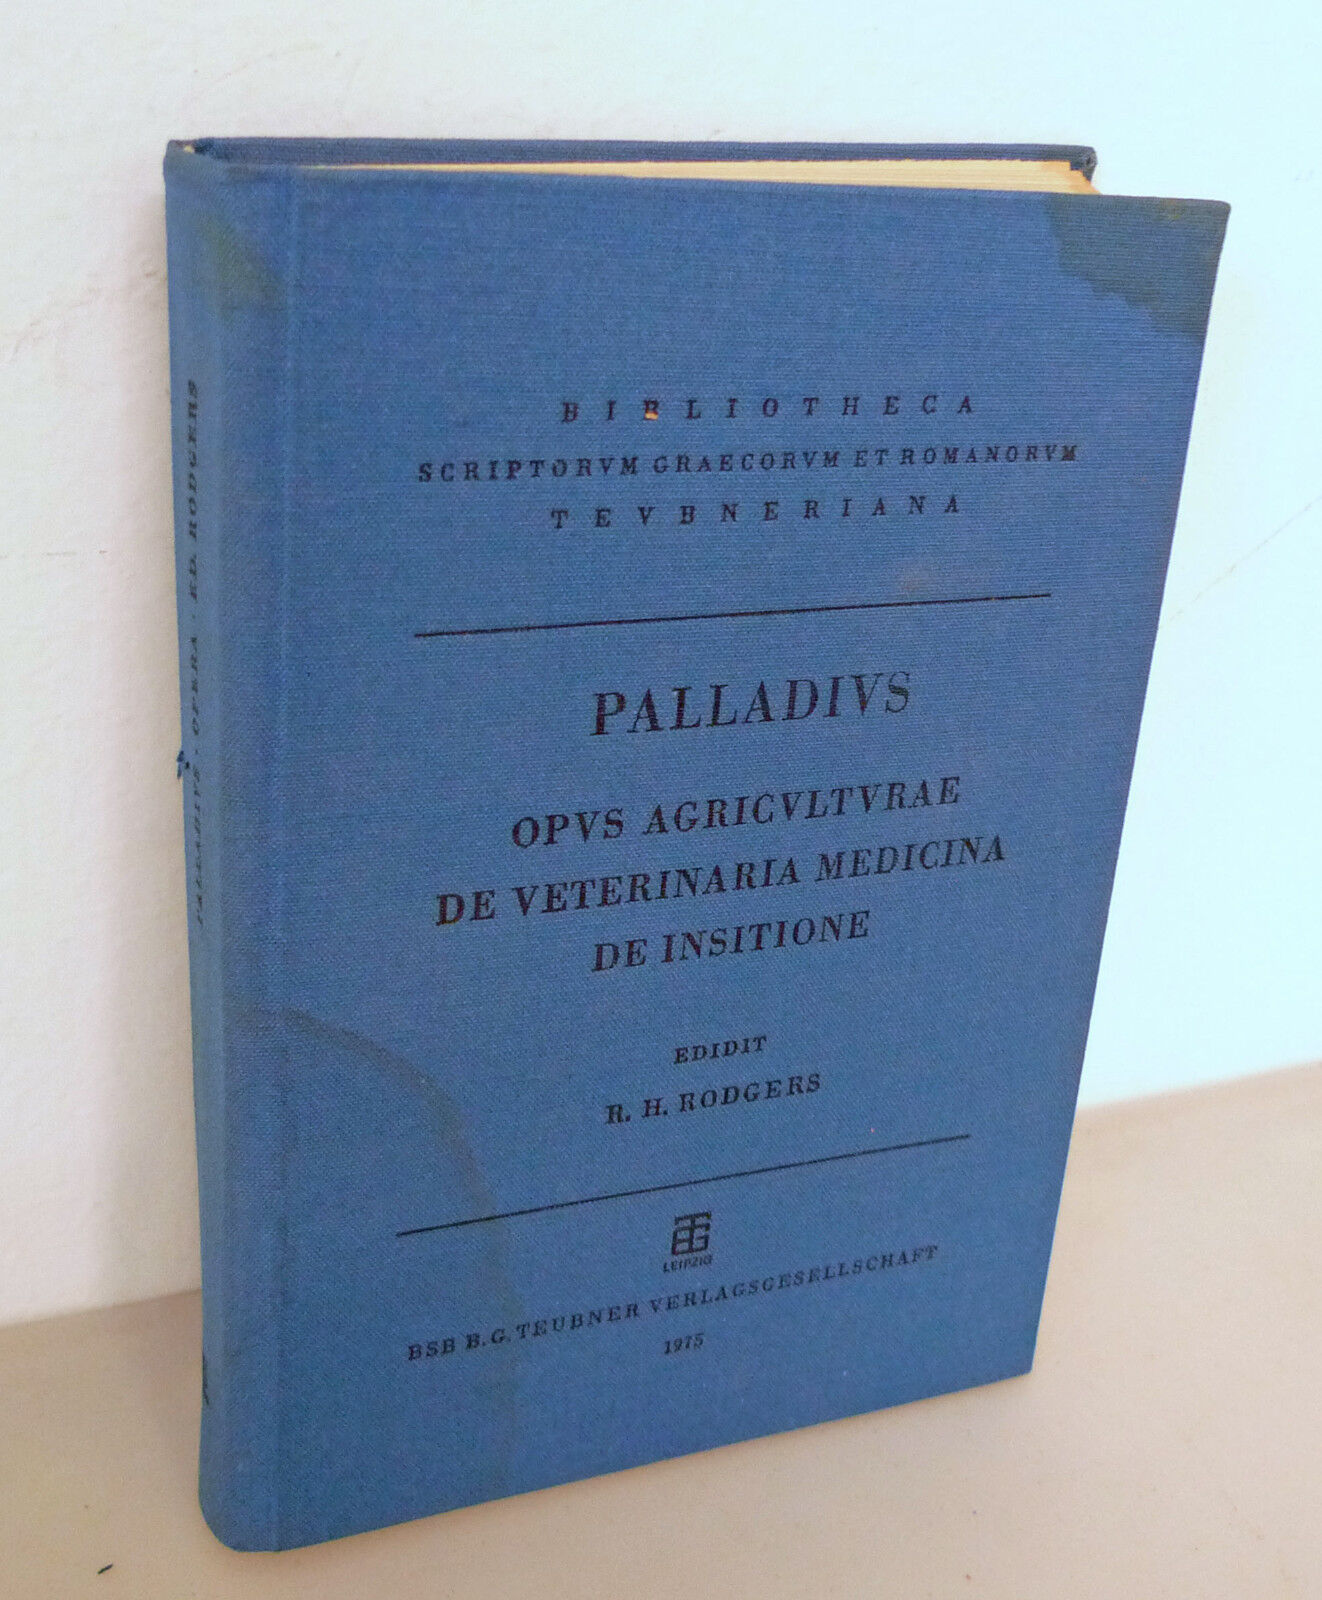 BIBLIOTHECA
SCRIPTORVM GRAECORVM ET ROMANORVM
TEVBNERIANA
PALLADIVS
OPVS AGRICVLTVRAE
DE VETERINARIA MEDICINA
DE INSITIONE
EDIDIT
R. H. RODGERS
LEIPZIG
BSB B.G. TEUBNER VERLAGSGESELLSCHAFT
1975
PALLADIVS · OPERA · ED. RODGERS